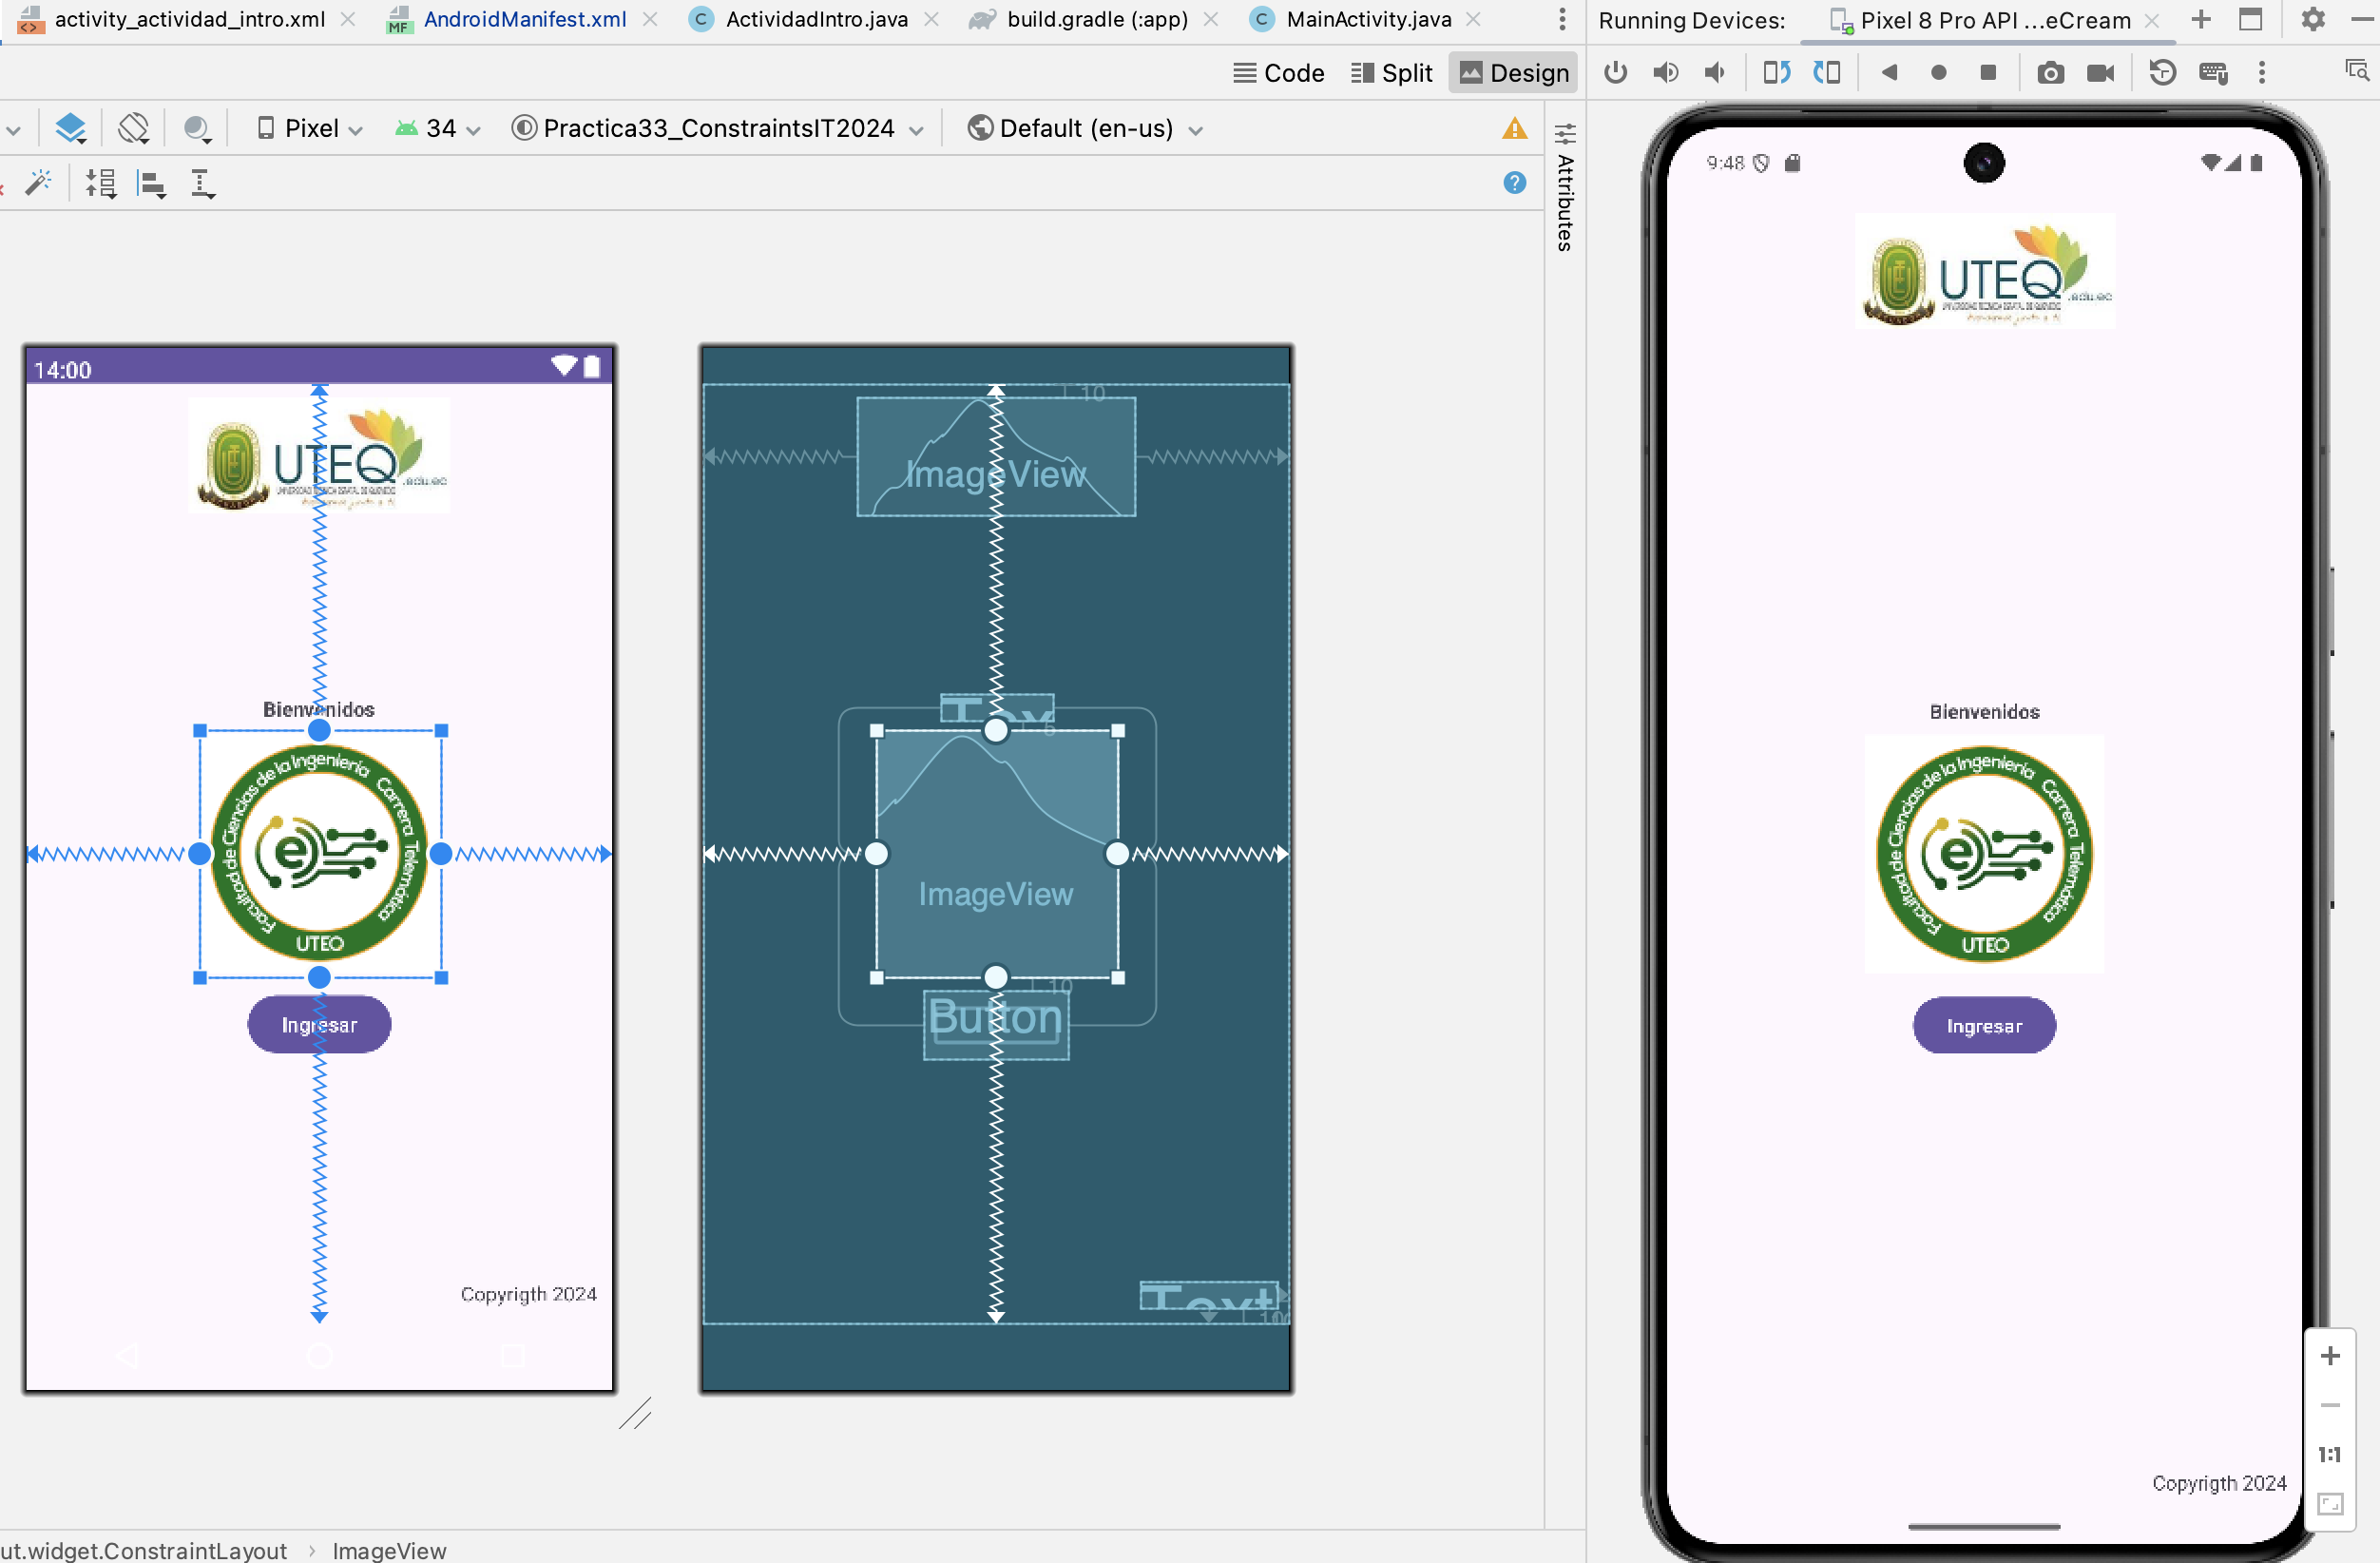 activity_actividad_intro.xml
AndroidManifest.xml
ActividadIntro.java
build.gradle (:app)
MainActivity.java
Running Devices:
Pixel 8 Pro API ...eCream
Code
Split
Design
Pixel
34
Practica33_ConstraintsIT2024
Default (en-us)
Attributes
14:00
UTEQ
.edu.ec
Bienvenidos
Facultad de Ciencias de la Ingeniería Carrera Telemática
UTEQ
Ingresar
Copyrigth 2024
10
ImageView
ImageView
10
Button
9:48
UTEQ
.edu.ec
Bienvenidos
Facultad de Ciencias de la Ingeniería Carrera Telemática
UTEQ
Ingresar
Copyrigth 2024
1:1
ut.widget.ConstraintLayout
ImageView